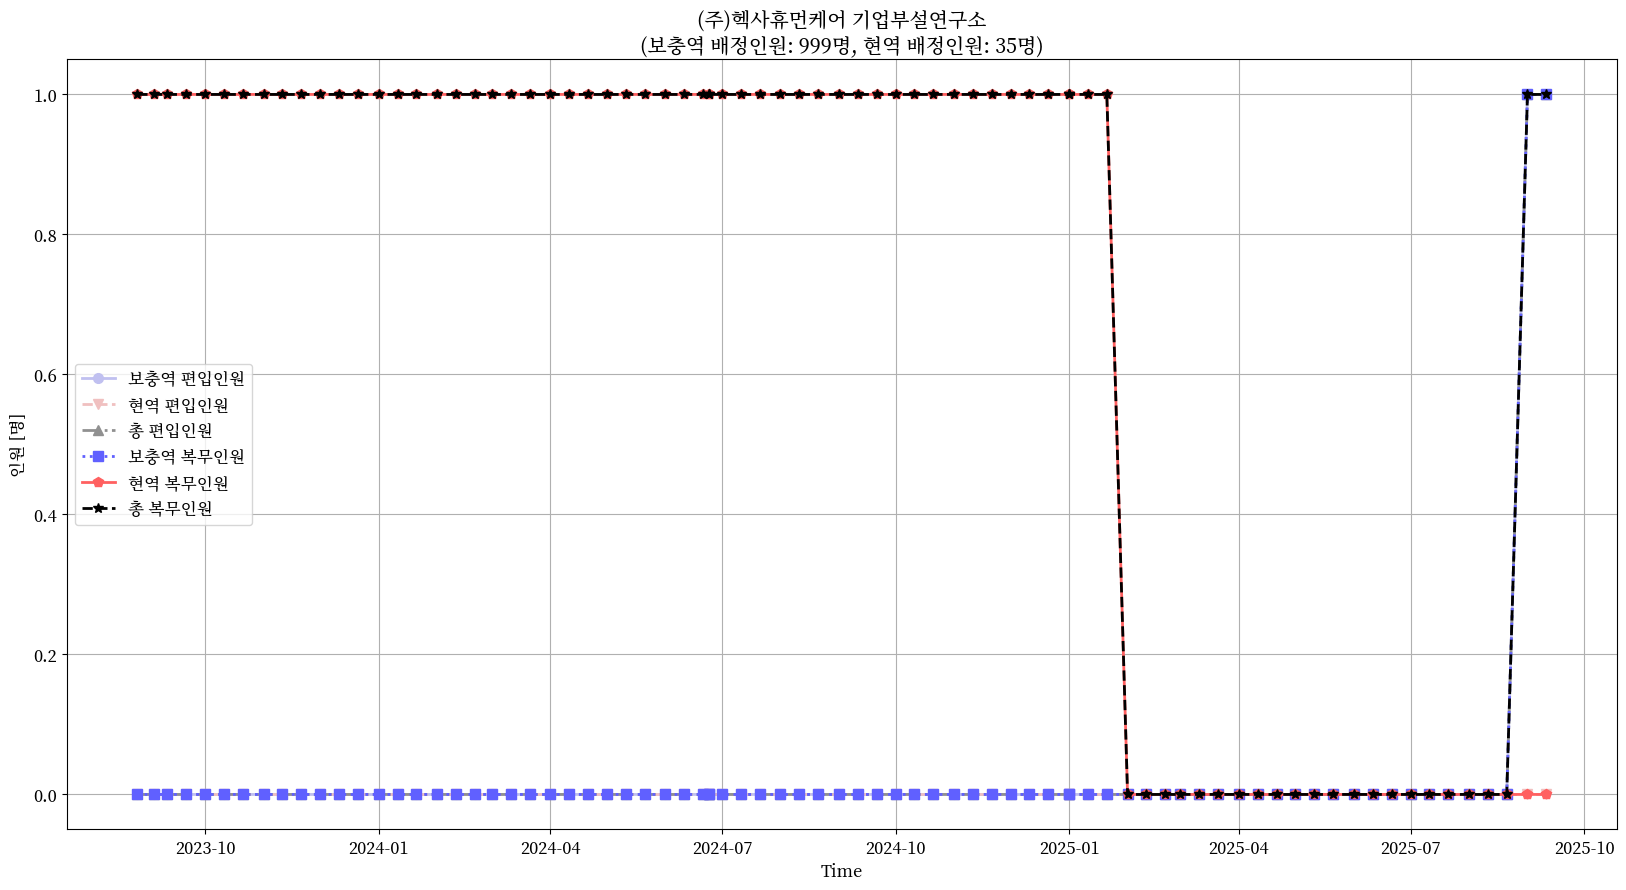 (주)헥사휴먼케어 기업부설연구소
(보충역 배정인원: 999명, 현역 배정인원: 35명)
1.0
0.8
0.6
0.4
0.2
0.0
인원 [명]
보충역 편입인원
현역 편입인원
총 편입인원
보충역 복무인원
현역 복무인원
총 복무인원
2023-10
2024-01
2024-04
2024-07
2024-10
2025-01
2025-04
2025-07
2025-10
Time